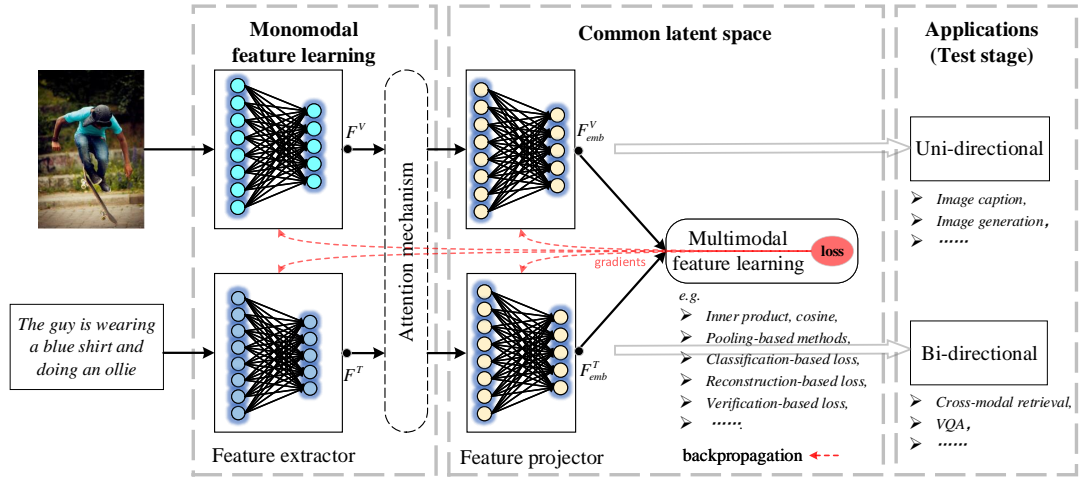 Monomodal
feature learning
Common latent space
Applications
(Test stage)
F^V
F^V_emb
Attention mechanism
Uni-directional
Image caption,
Image generation,
……
Multimodal
feature learning
loss
gradients
The guy is wearing
a blue shirt and
doing an ollie
F^T
F^T_emb
e.g.
Inner product, cosine,
Pooling-based methods,
Classification-based loss,
Reconstruction-based loss,
Verification-based loss,
……
Bi-directional
Cross-modal retrieval,
VQA,
……
Feature extractor
Feature projector
backpropagation